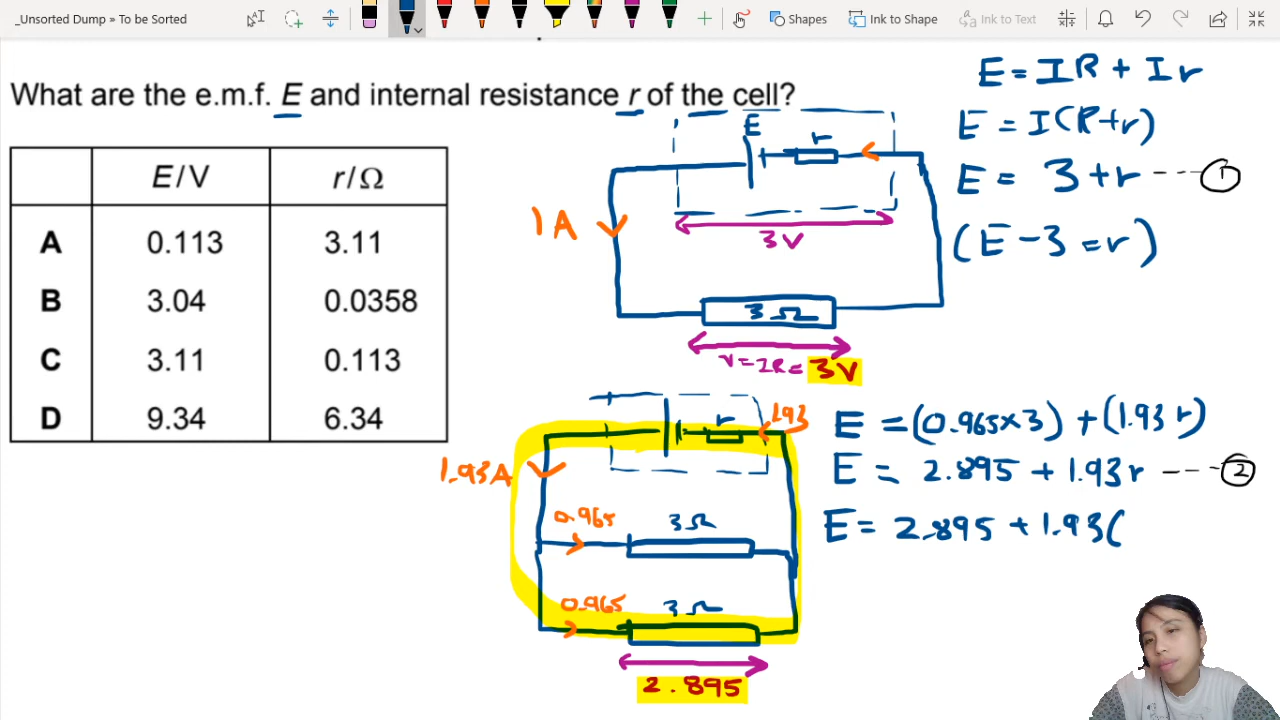 _Unsorted Dump » To be Sorted
Shapes
Ink to Shape
Ink to Text
What are the e.m.f. E and internal resistance r of the cell?
E/V r/Ω
A 0.113 3.11
B 3.04 0.0358
C 3.11 0.113
D 9.34 6.34
E r
1A
3V
3Ω
V=IR= 3V
E = IR + Ir
E = I(R+r)
E = 3+r --- ①
(E -3 = r)
r 1.93
1.93A
0.965 3Ω
0.965 3Ω
2.895
E = (0.965×3) + (1.93 r)
E = 2.895 + 1.93r ---- ②
E = 2.895 + 1.93(